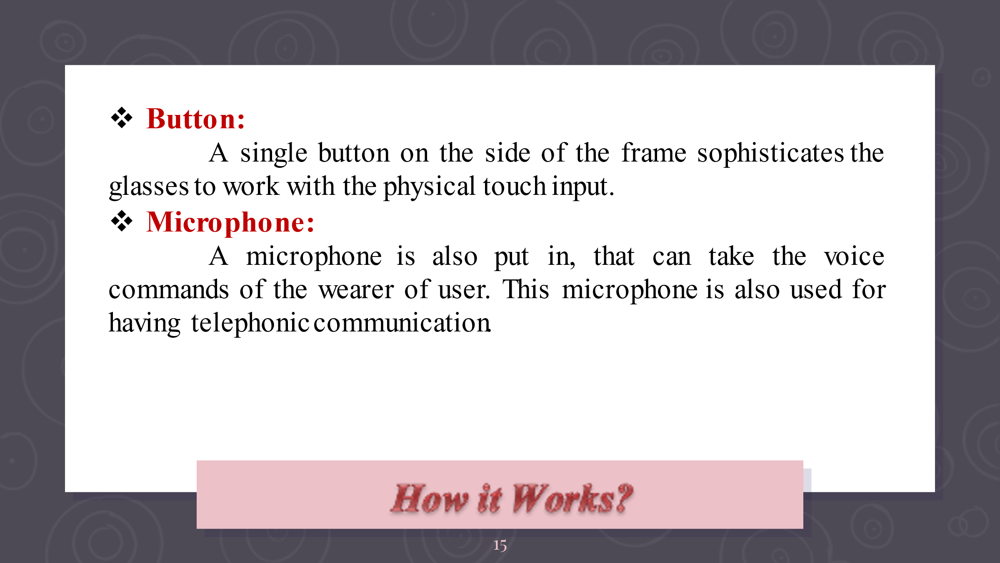 ❖ Button:
A single button on the side of the frame sophisticates the
glasses to work with the physical touch input.
❖ Microphone:
A microphone is also put in, that can take the voice
commands of the wearer of user. This microphone is also used for
having telephonic communication.
How it Works?
15